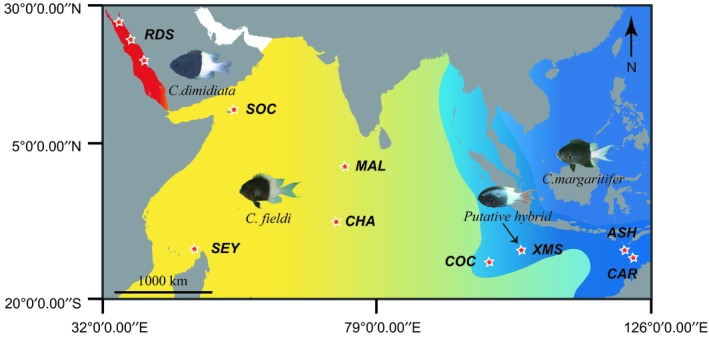 30°0'0.00"N
RDS
N
C.dimidiata
SOC
5°0'0.00"N
C.margaritifer
MAL
C. fieldi
CHA
Putative hybrid
ASH
SEY
COC
XMS
CAR
1000 km
20°0'0.00"S
32°0'0.00"E
79°0'0.00"E
126°0'0.00"E